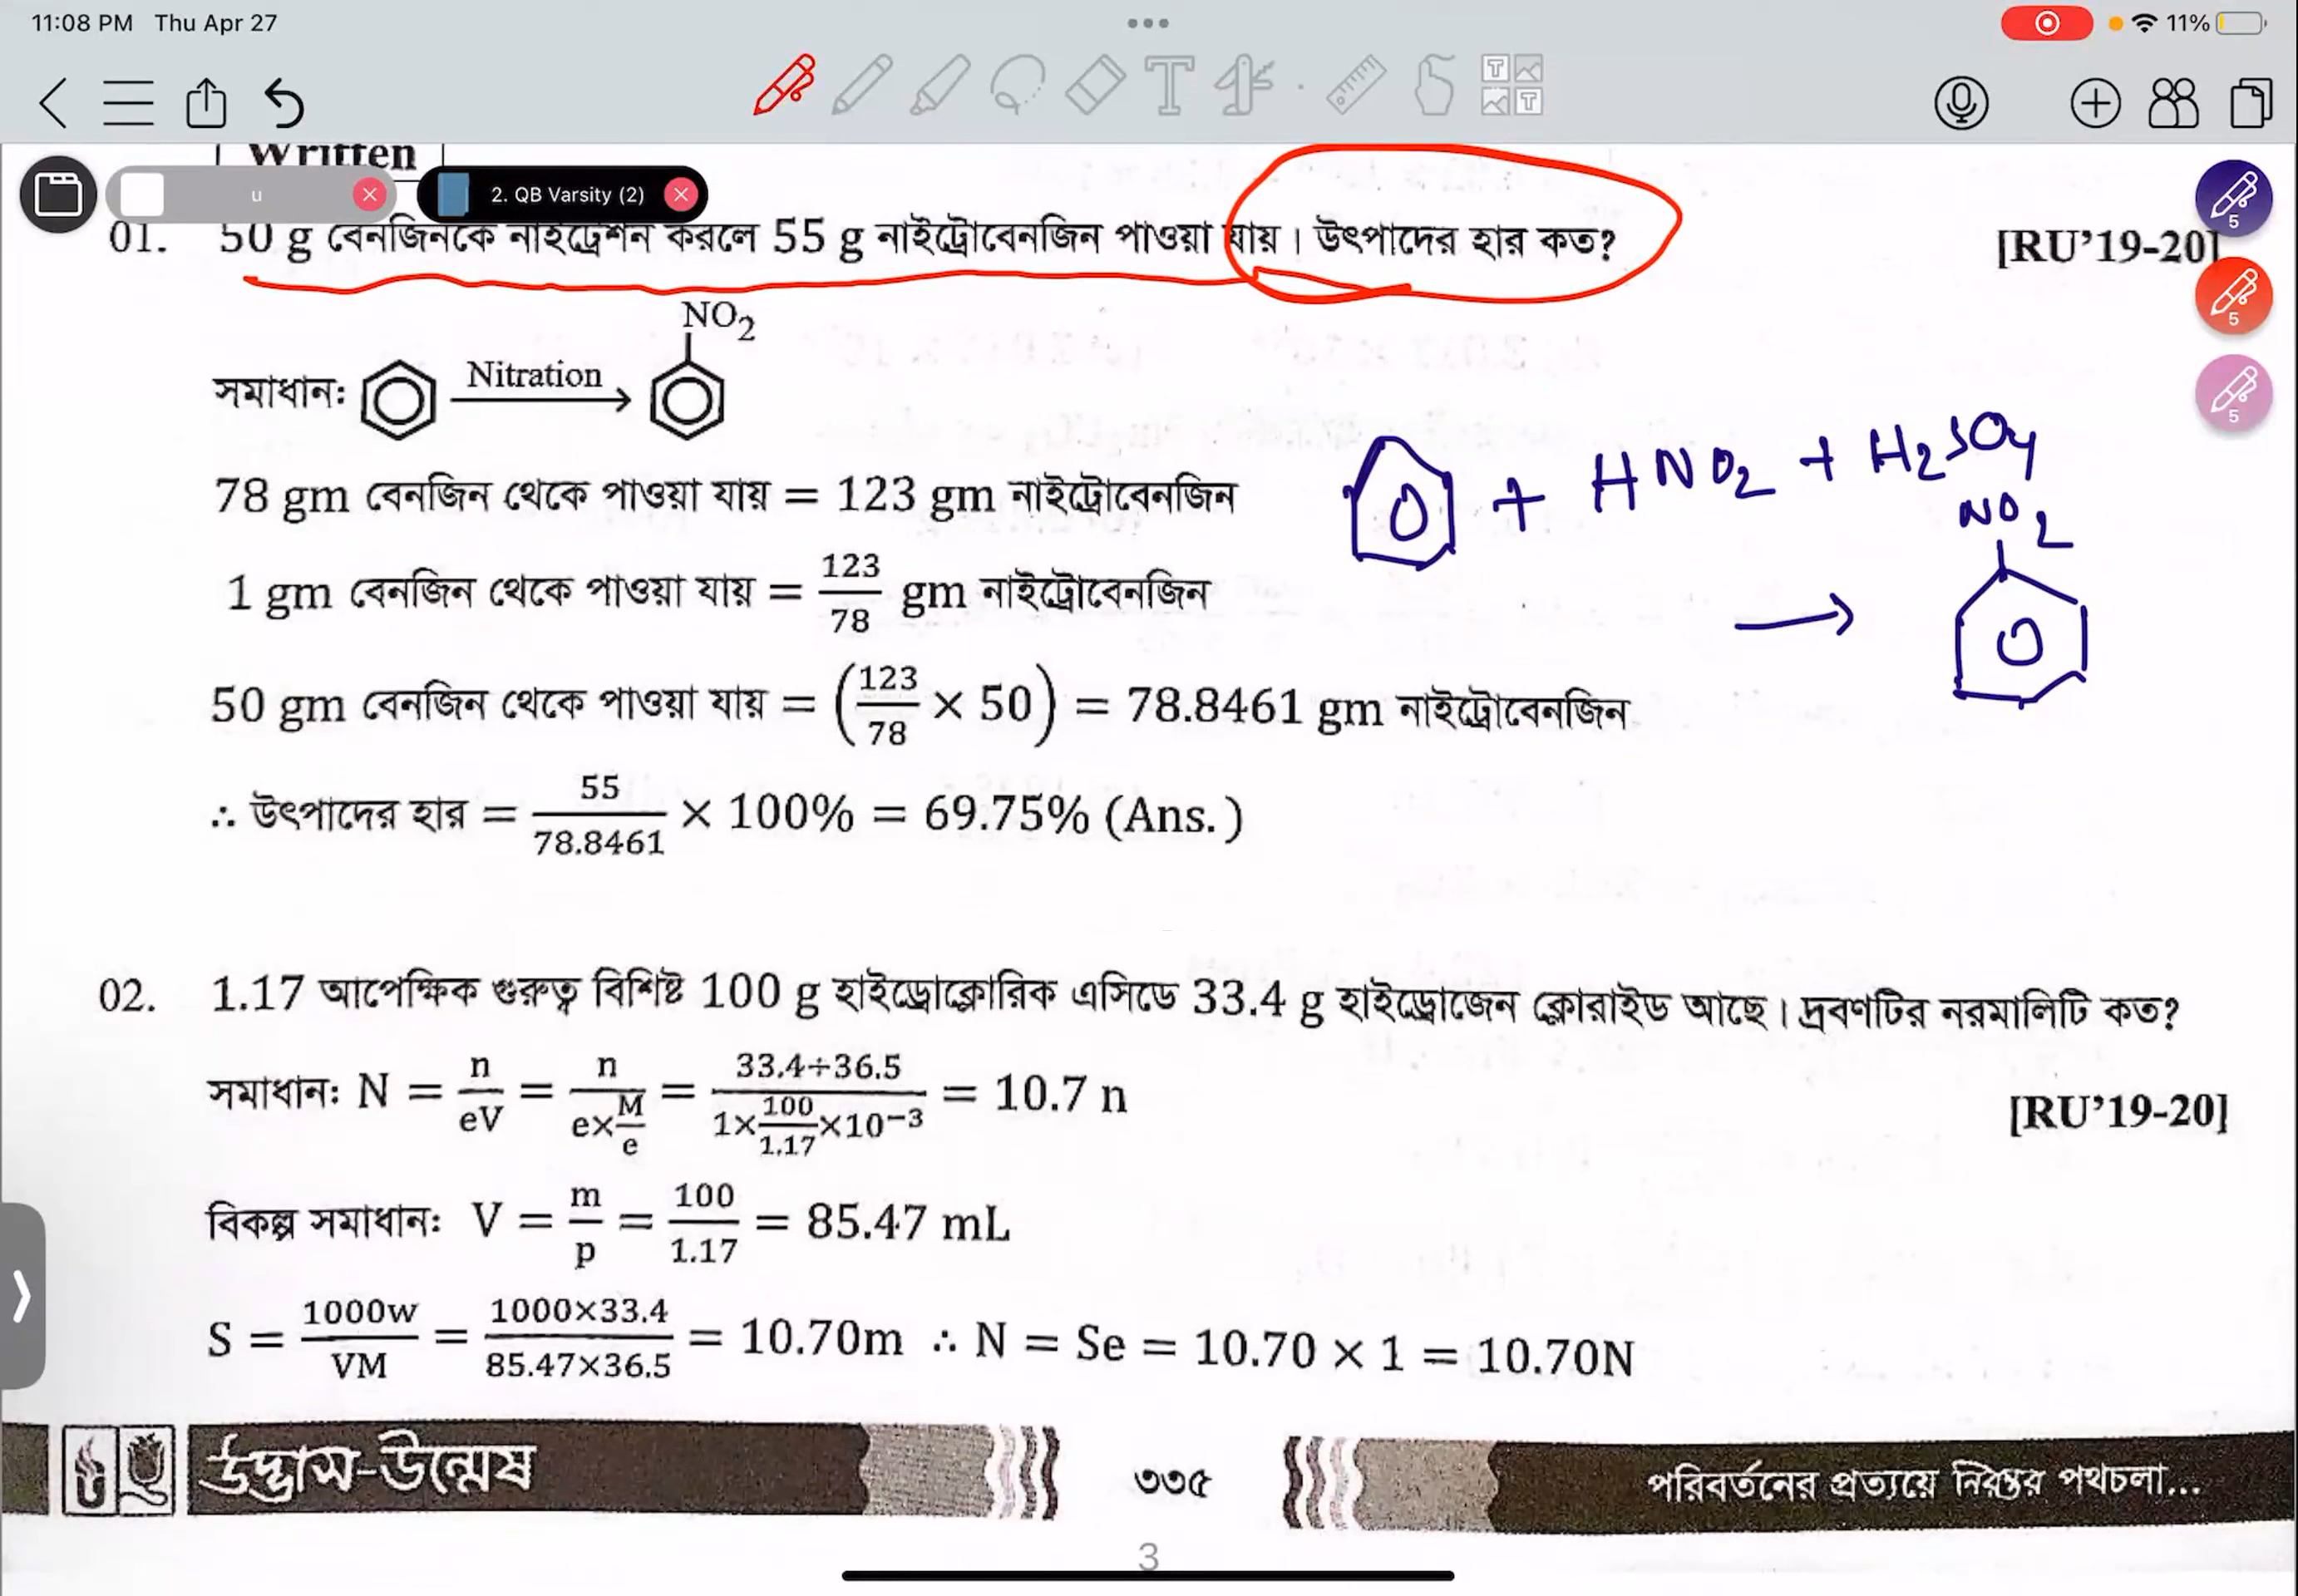 11:08 PM Thu Apr 27
11%
Written
u
2. QB Varsity (2)
5
5
5
01. 50 g বেনজিনকে নাইট্রেশন করলে 55 g নাইট্রোবেনজিন পাওয়া যায়। উৎপাদের হার কত? [RU’19-20]
NO2
সমাধানঃ Nitration
78 gm বেনজিন থেকে পাওয়া যায় = 123 gm নাইট্রোবেনজিন
+ HNO2 + H2SO4
NO2
1 gm বেনজিন থেকে পাওয়া যায় = 123/78 gm নাইট্রোবেনজিন
50 gm বেনজিন থেকে পাওয়া যায় = (123/78 × 50) = 78.8461 gm নাইট্রোবেনজিন
∴ উৎপাদের হার = 55/78.8461 × 100% = 69.75% (Ans.)
02. 1.17 আপেক্ষিক গুরুত্ব বিশিষ্ট 100 g হাইড্রোক্লোরিক এসিডে 33.4 g হাইড্রোজেন ক্লোরাইড আছে। দ্রবণটির নরমালিটি কত?
সমাধানঃ N = n/eV = n/(e×M/e) = (33.4÷36.5)/(1×100/1.17×10⁻³) = 10.7 n
[RU’19-20]
বিকল্প সমাধানঃ V = m/p = 100/1.17 = 85.47 mL
S = 1000w/VM = (1000×33.4)/(85.47×36.5) = 10.70m ∴ N = Se = 10.70 × 1 = 10.70N
উদ্ভাস-উন্মেষ
৩৩৫
পরিবর্তনের প্রত্যয়ে নিরন্তর পথচলা...
3